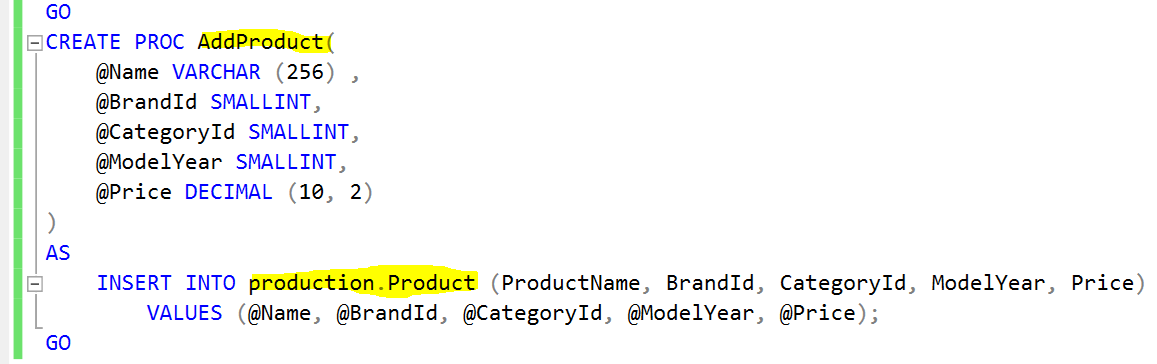 GO
CREATE PROC AddProduct(
@Name VARCHAR (256) ,
@BrandId SMALLINT,
@CategoryId SMALLINT,
@ModelYear SMALLINT,
@Price DECIMAL (10, 2)
)
AS
INSERT INTO production.Product (ProductName, BrandId, CategoryId, ModelYear, Price)
VALUES (@Name, @BrandId, @CategoryId, @ModelYear, @Price);
GO